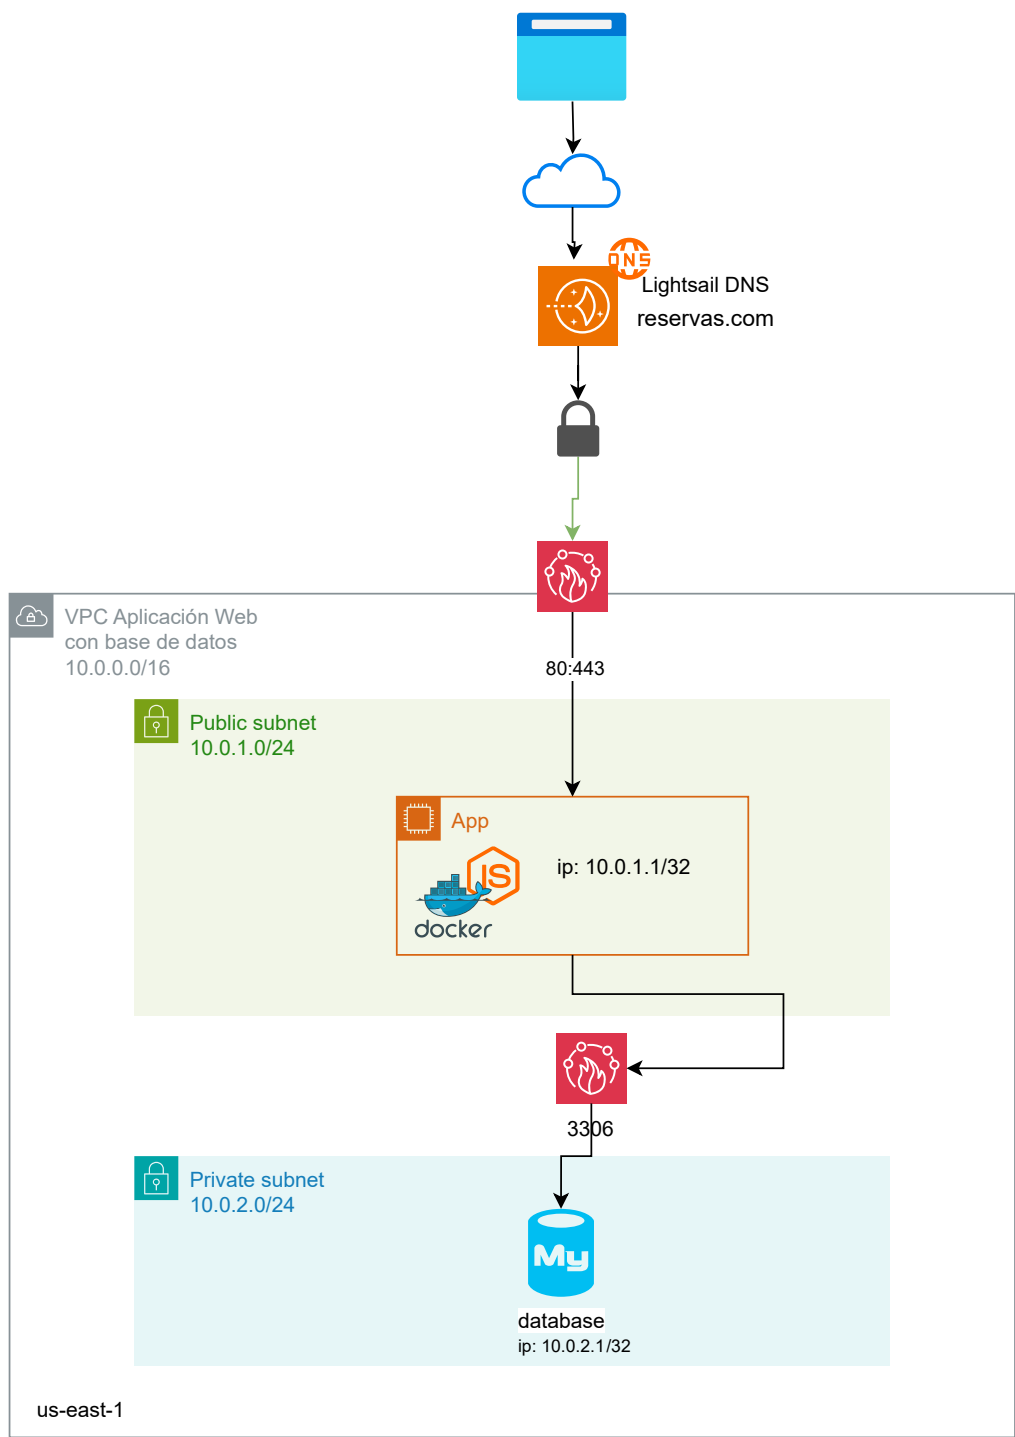 DNS
Lightsail DNS
reservas.com
VPC Aplicación Web
con base de datos
10.0.0.0/16
80:443
Public subnet
10.0.1.0/24
App
JS
ip: 10.0.1.1/32
docker
3306
Private subnet
10.0.2.0/24
My
database
ip: 10.0.2.1/32
us-east-1